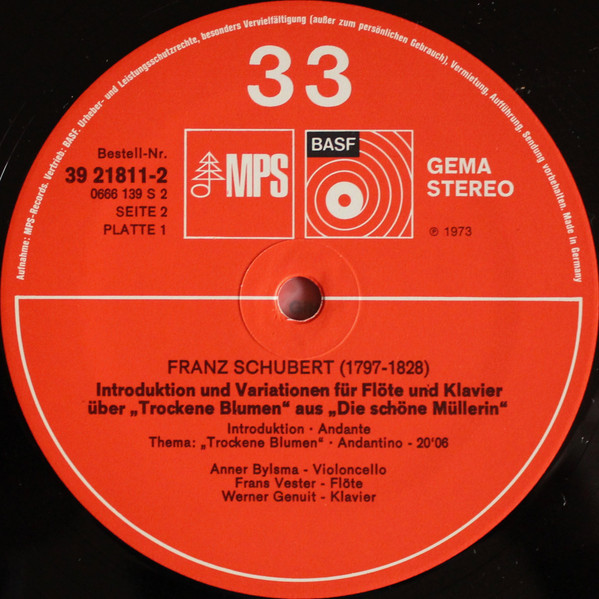 Aufnahme: MPS-Records. Vertrieb: BASF. Urheber- und Leistungsschutzrechte, besonders Vervielfältigung (außer zum persönlichen Gebrauch), Vermietung, Aufführung, Sendung vorbehalten. Made in Germany
33
Bestell-Nr.
39 21811-2
0666 139 S 2
SEITE 2
PLATTE 1
MPS
BASF
GEMA
STEREO
℗ 1973
FRANZ SCHUBERT (1797-1828)
Introduktion und Variationen für Flöte und Klavier
über „Trockene Blumen“ aus „Die schöne Müllerin“
Introduktion · Andante
Thema: „Trockene Blumen“ · Andantino - 20'06
Anner Bylsma - Violoncello
Frans Vester - Flöte
Werner Genuit - Klavier